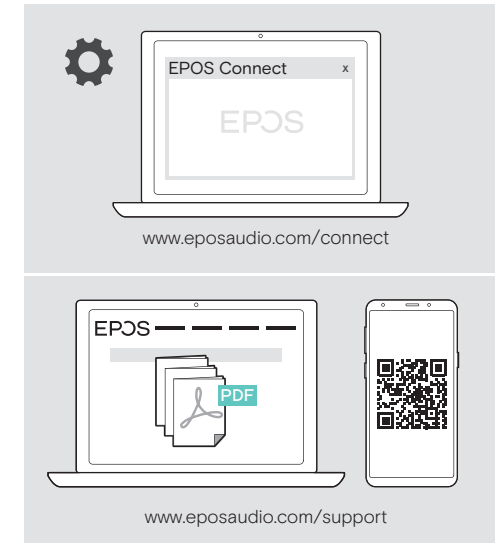 EPOS Connect x
EPOS
www.eposaudio.com/connect
EPOS
PDF
www.eposaudio.com/support